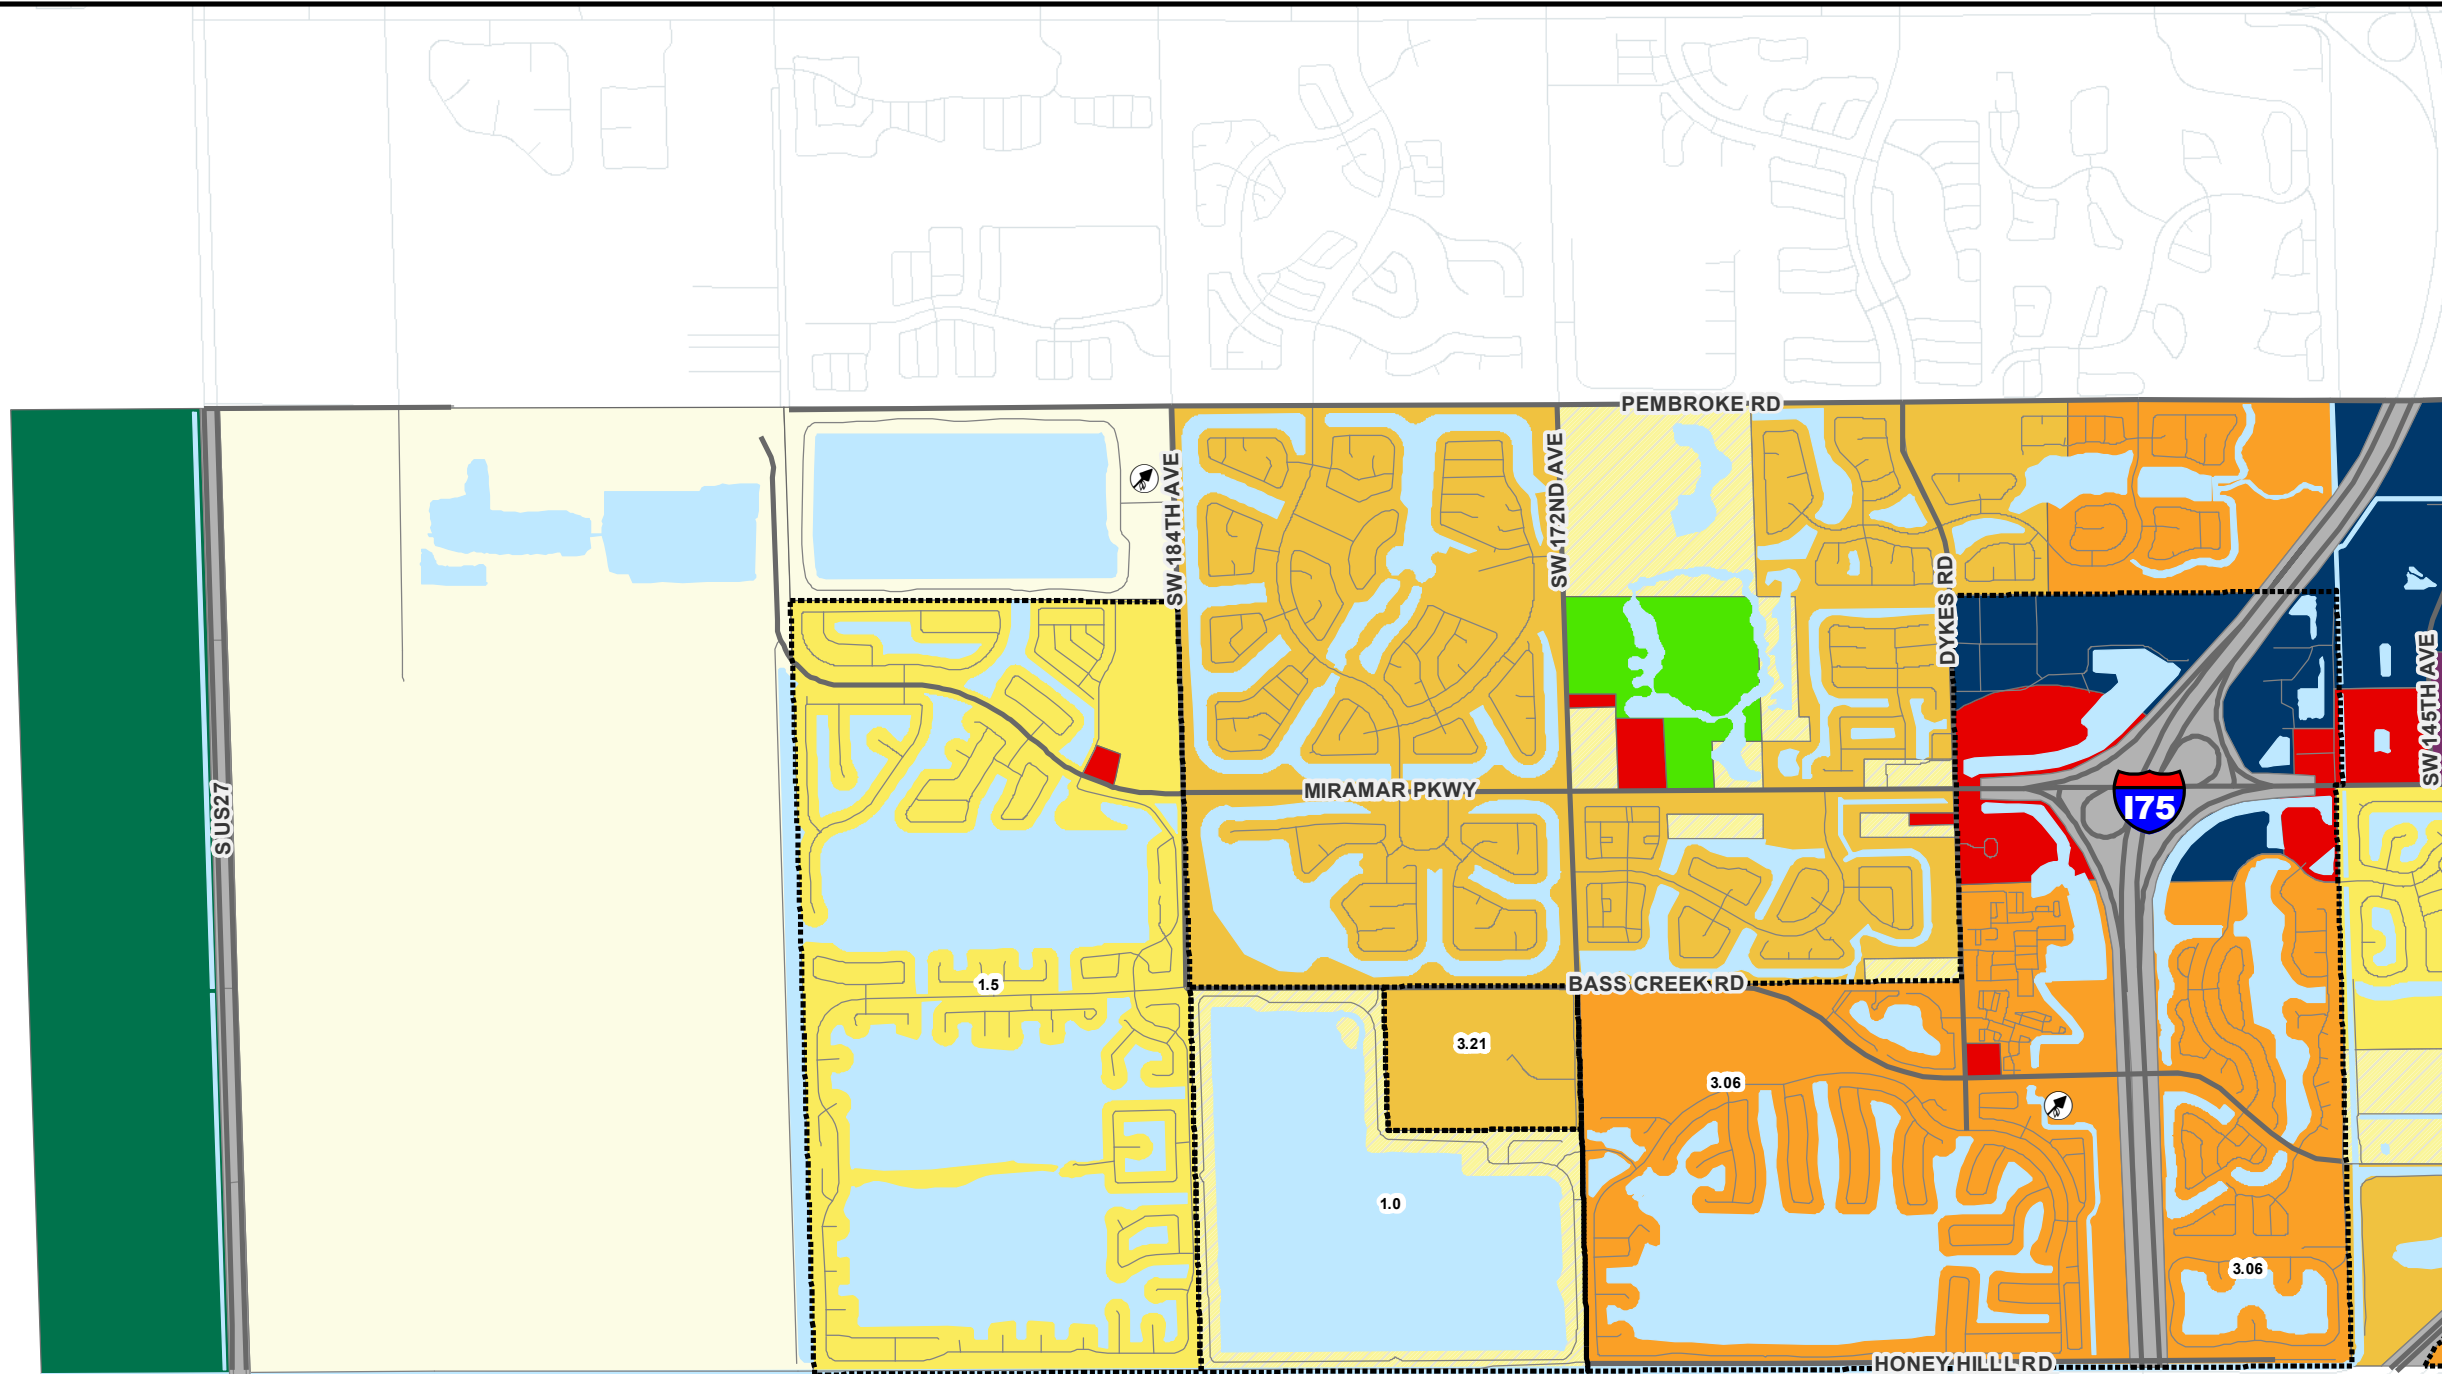 PEMBROKE RD
SW 184TH AVE
SW 172ND AVE
DYKES RD
SW 145TH AVE
S US27
MIRAMAR PKWY
I75
1.5
BASS CREEK RD
3.21
3.06
1.0
3.06
HONEY HILLL RD